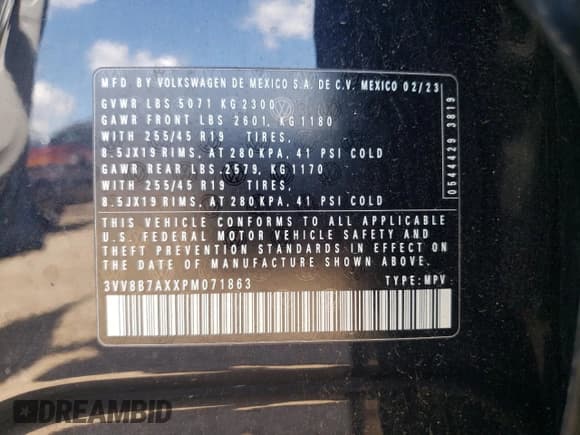 MFD BY VOLKSWAGEN DE MEXICO S.A. DE C.V. MEXICO 02/23
GVWR LBS 5071 KG 2300
GAWR FRONT LBS 2601, KG 1180
WITH 255/45 R19 TIRES,
8.5JX19 RIMS, AT 280 KPA, 41 PSI COLD
GAWR REAR LBS 2579, KG 1170
WITH 255/45 R19 TIRES,
8.5JX19 RIMS, AT 280 KPA, 41 PSI COLD
THIS VEHICLE CONFORMS TO ALL APPLICABLE
U.S. FEDERAL MOTOR VEHICLE SAFETY AND
THEFT PREVENTION STANDARDS IN EFFECT ON
THE DATE OF MANUFACTURE SHOWN ABOVE.
3VV8B7AXXPM071863 TYPE: MPV
0544429 3819
DREAMBID